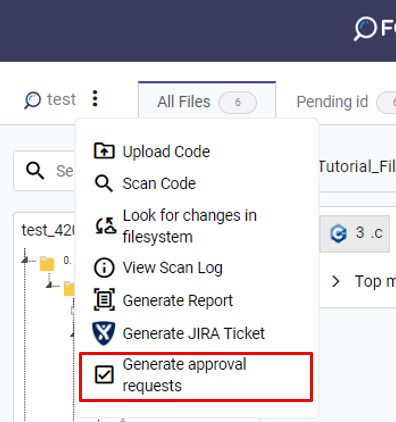 FO
test
All Files 6
Pending id 6
Se
Tutorial_Fil
Upload Code
Scan Code
Look for changes in
filesystem
View Scan Log
Generate Report
Generate JIRA Ticket
Generate approval
requests
test_420
0.
3 .c
Top m